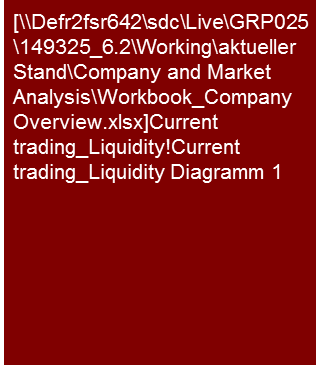 [\\Defr2fsr642\sdc\Live\GRP025
\149325_6.2\Working\aktueller
Stand\Company and Market
Analysis\Workbook_Company
Overview.xlsx]Current
trading_Liquidity!Current
trading_Liquidity Diagramm 1